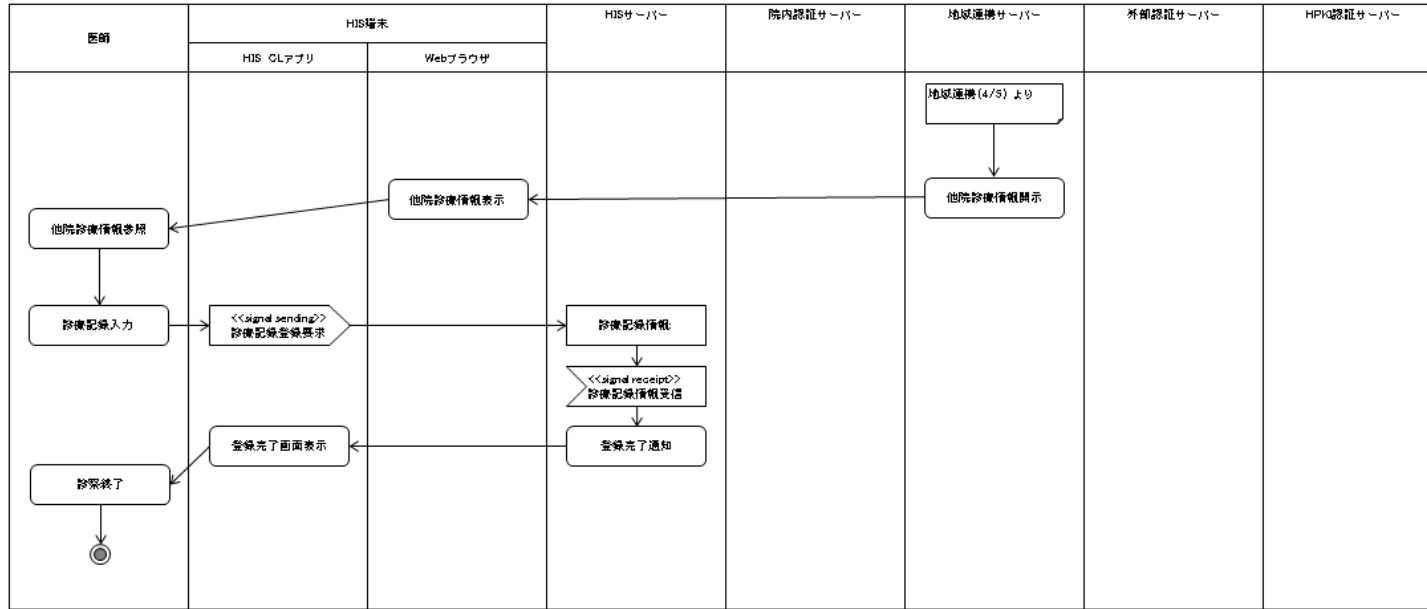 医師
HIS端末
HIS CLアプリ
Webブラウザ
HISサーバー
院内認証サーバー
地域連携サーバー
外部認証サーバー
HPKI認証サーバー
地域連携(4/5) より
他院診療情報開示
他院診療情報表示
他院診療情報参照
診療記録入力
<<signal sending>>
診療記録登録要求
診療記録情報
<<signal receipt>>
診療記録情報受信
登録完了通知
登録完了画面表示
診察終了